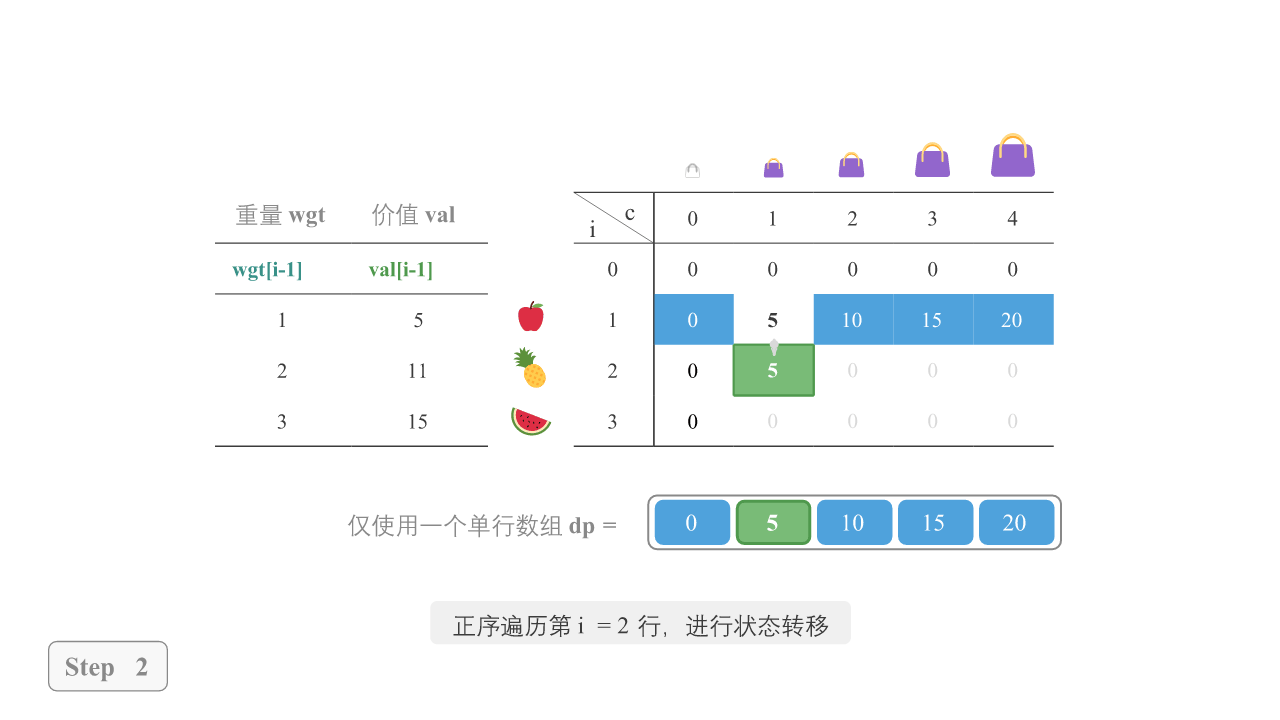 重量 wgt 价值 val c i 0 1 2 3 4
wgt[i-1] val[i-1] 0 0 0 0 0 0
1 5 1 0 5 10 15 20
2 11 2 0 5 0 0 0
3 15 3 0 0 0 0 0
仅使用一个单行数组 dp = 0 5 10 15 20
正序遍历第 i = 2 行，进行状态转移
Step 2